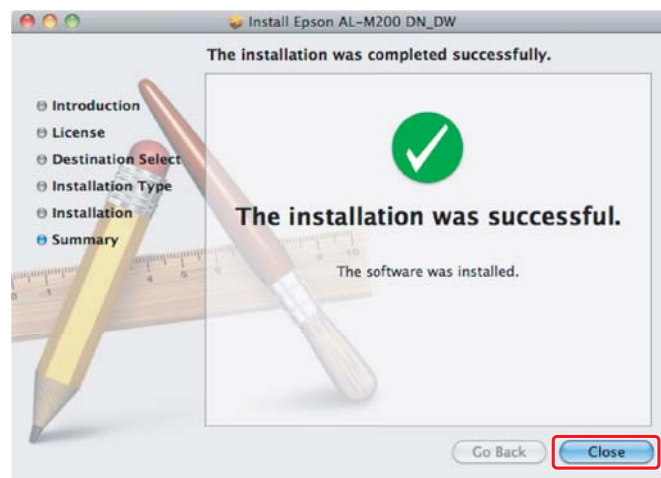 Install Epson AL-M200 DN_DW
The installation was completed successfully.
Introduction
License
Destination Select
Installation Type
Installation
Summary
The installation was successful.
The software was installed.
Go Back
Close